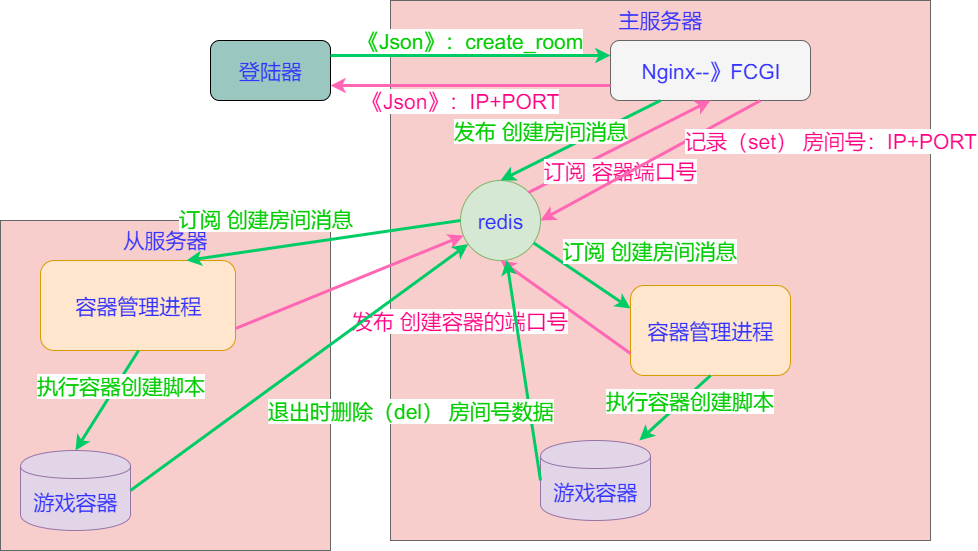 主服务器
《Json》：create_room
登陆器
Nginx--》FCGI
《Json》：IP+PORT
发布 创建房间消息
记录（set） 房间号：IP+PORT
订阅 容器端口号
redis
订阅 创建房间消息
从服务器
订阅 创建房间消息
容器管理进程
发布 创建容器的端口号
容器管理进程
执行容器创建脚本
退出时删除（del） 房间号数据
执行容器创建脚本
游戏容器
游戏容器